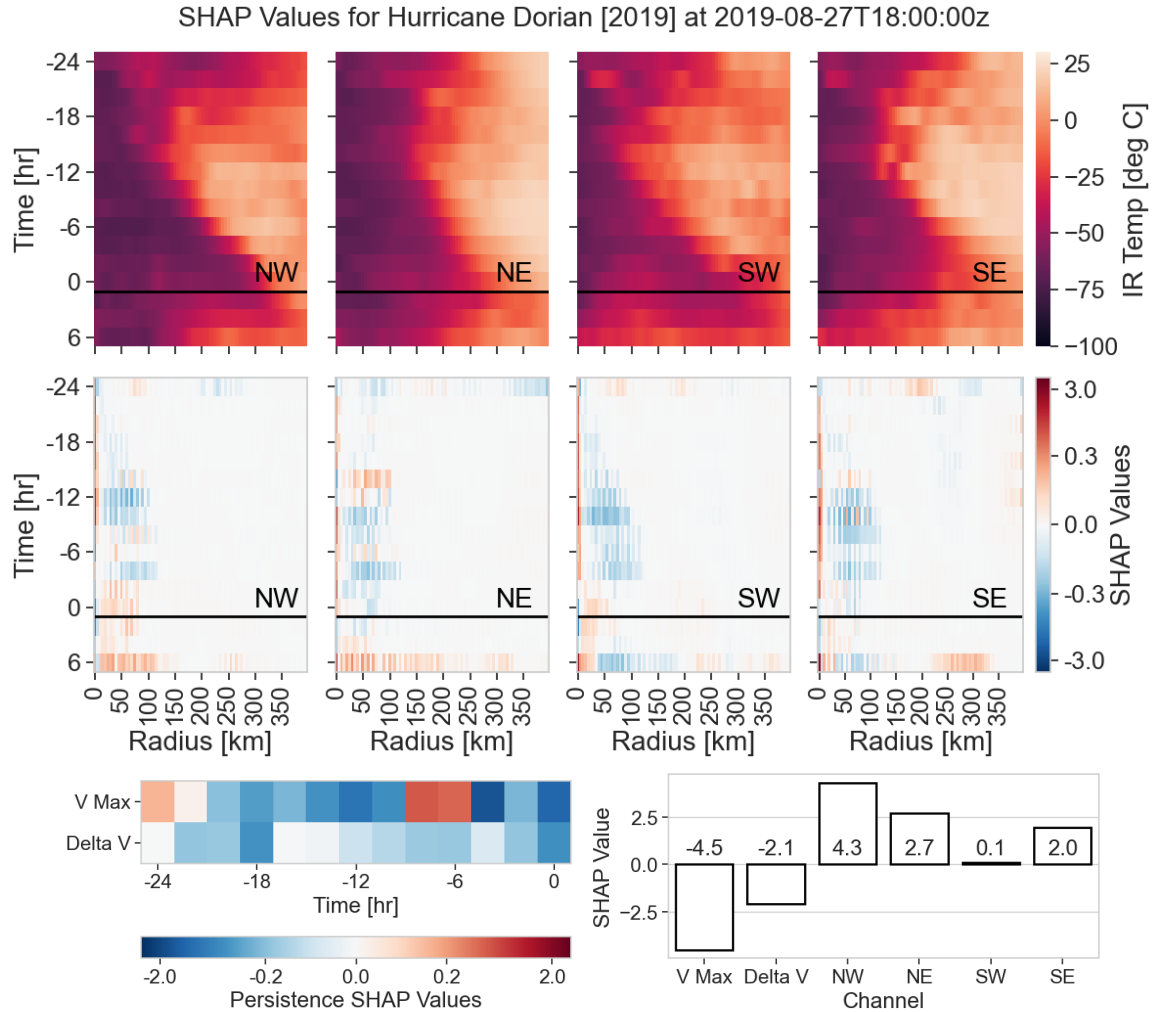 SHAP Values for Hurricane Dorian [2019] at 2019-08-27T18:00:00z
Time [hr]
-24
-18
-12
-6
0
6
NW
NE
SW
SE
25
0
−25
−50
−75
−100
IR Temp [deg C]
Time [hr]
-24
-18
-12
-6
0
6
NW
NE
SW
SE
3.0
0.3
0.0
-0.3
-3.0
SHAP Values
0 50 100 150 200 250 300 350
0 50 100 150 200 250 300 350
0 50 100 150 200 250 300 350
0 50 100 150 200 250 300 350
Radius [km]
Radius [km]
Radius [km]
Radius [km]
V Max
Delta V
-24 -18 -12 -6 0
Time [hr]
-2.0 -0.2 0.0 0.2 2.0
Persistence SHAP Values
SHAP Value
2.5
0.0
−2.5
-4.5 -2.1 4.3 2.7 0.1 2.0
V Max Delta V NW NE SW SE
Channel